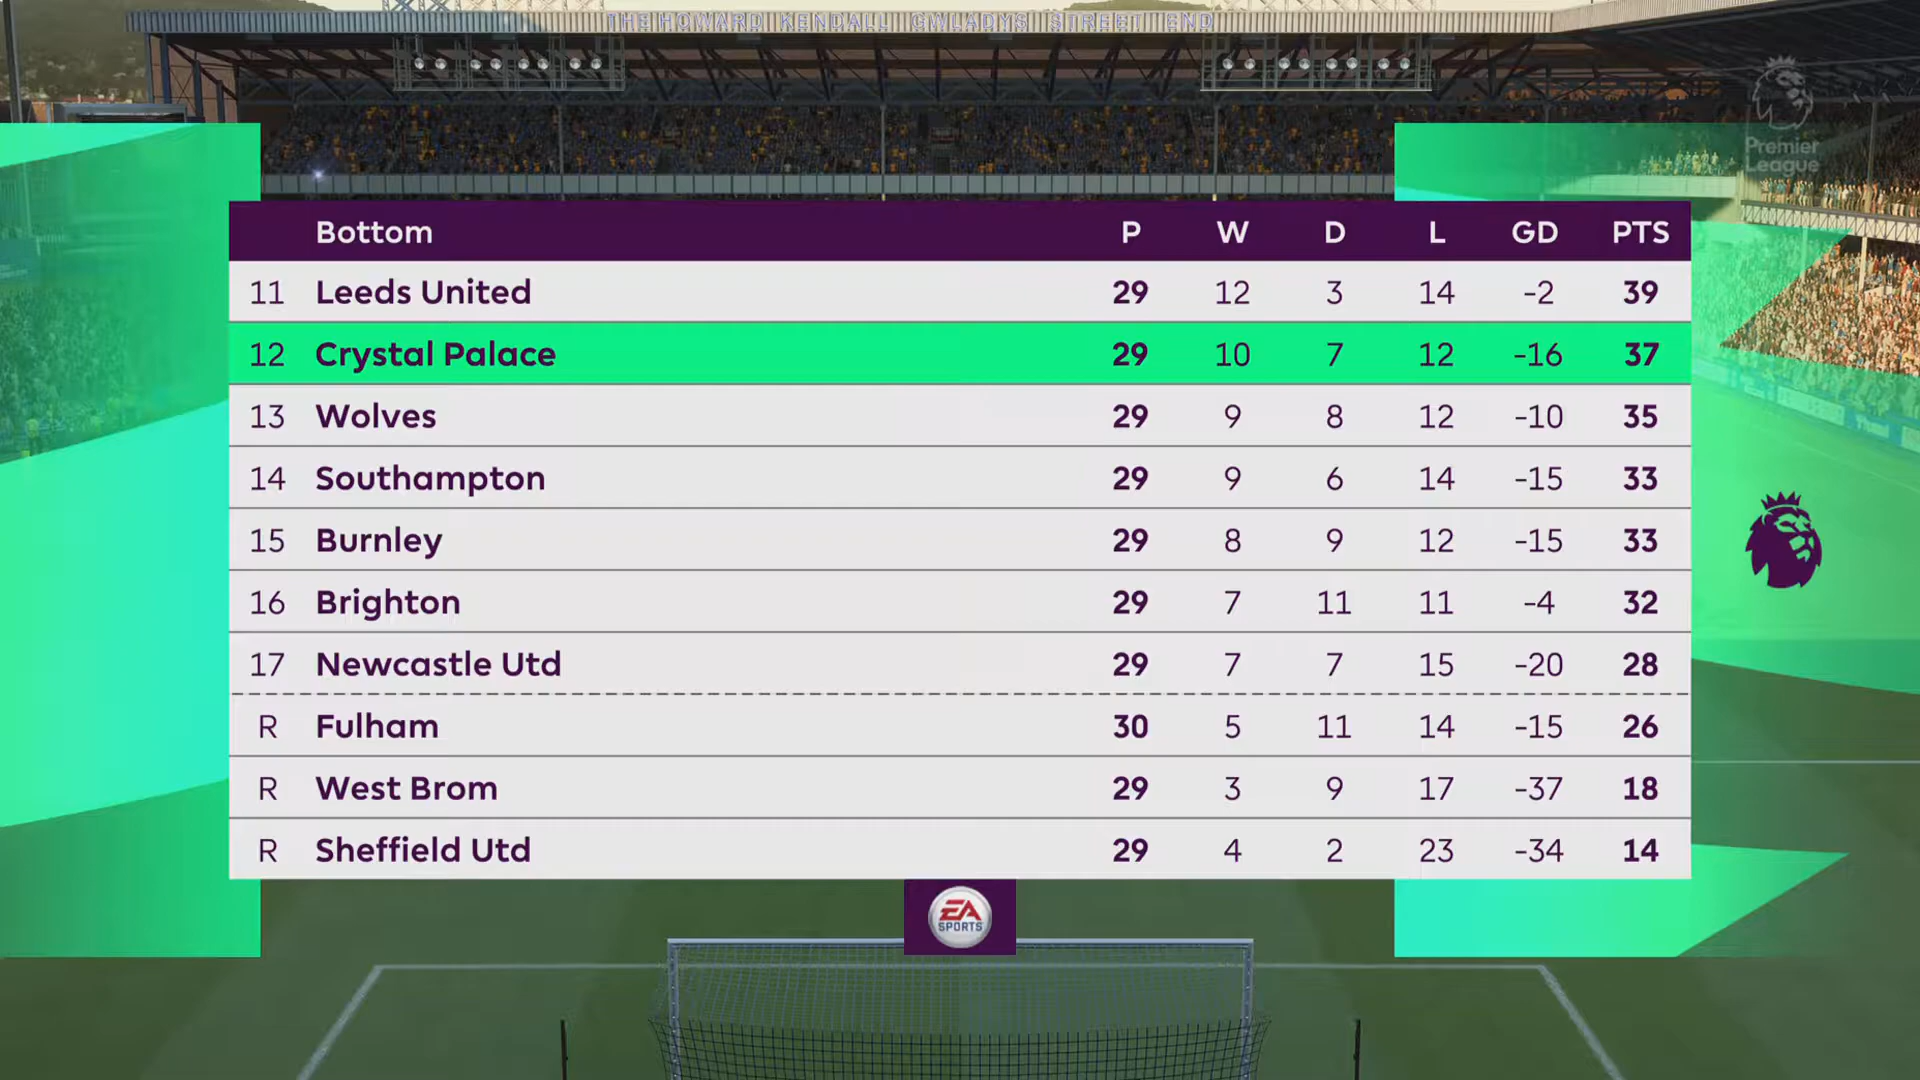 THE HOWARD KENDALL GWLADYS STREET END
Premier
League
Bottom P W D L GD PTS
11 Leeds United 29 12 3 14 -2 39
12 Crystal Palace 29 10 7 12 -16 37
13 Wolves 29 9 8 12 -10 35
14 Southampton 29 9 6 14 -15 33
15 Burnley 29 8 9 12 -15 33
16 Brighton 29 7 11 11 -4 32
17 Newcastle Utd 29 7 7 15 -20 28
R Fulham 30 5 11 14 -15 26
R West Brom 29 3 9 17 -37 18
R Sheffield Utd 29 4 2 23 -34 14
EA
SPORTS